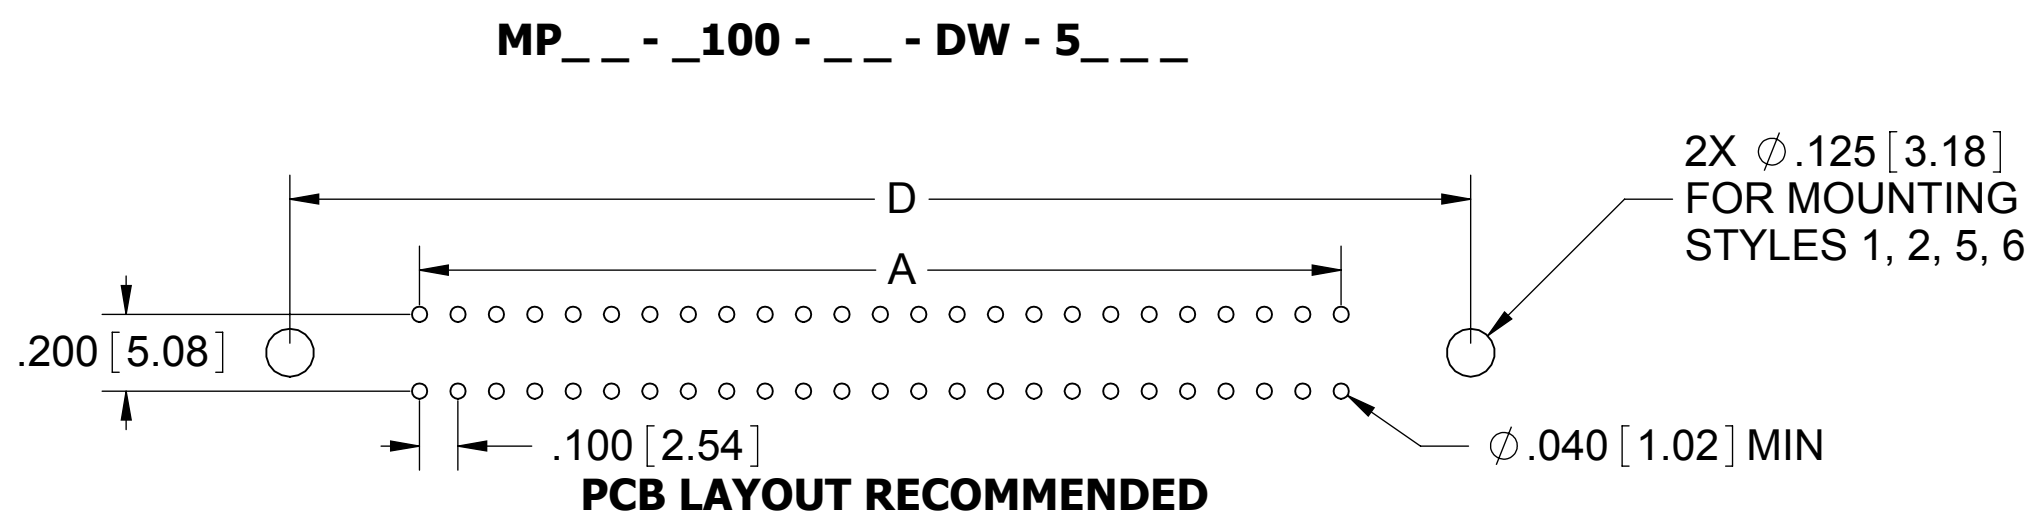 MP_ _ - _100 - _ _ - DW - 5_ _ _
2X ∅.125[3.18]
FOR MOUNTING
STYLES 1, 2, 5, 6
D
A
.200[5.08]
.100[2.54]
∅.040[1.02] MIN
PCB LAYOUT RECOMMENDED